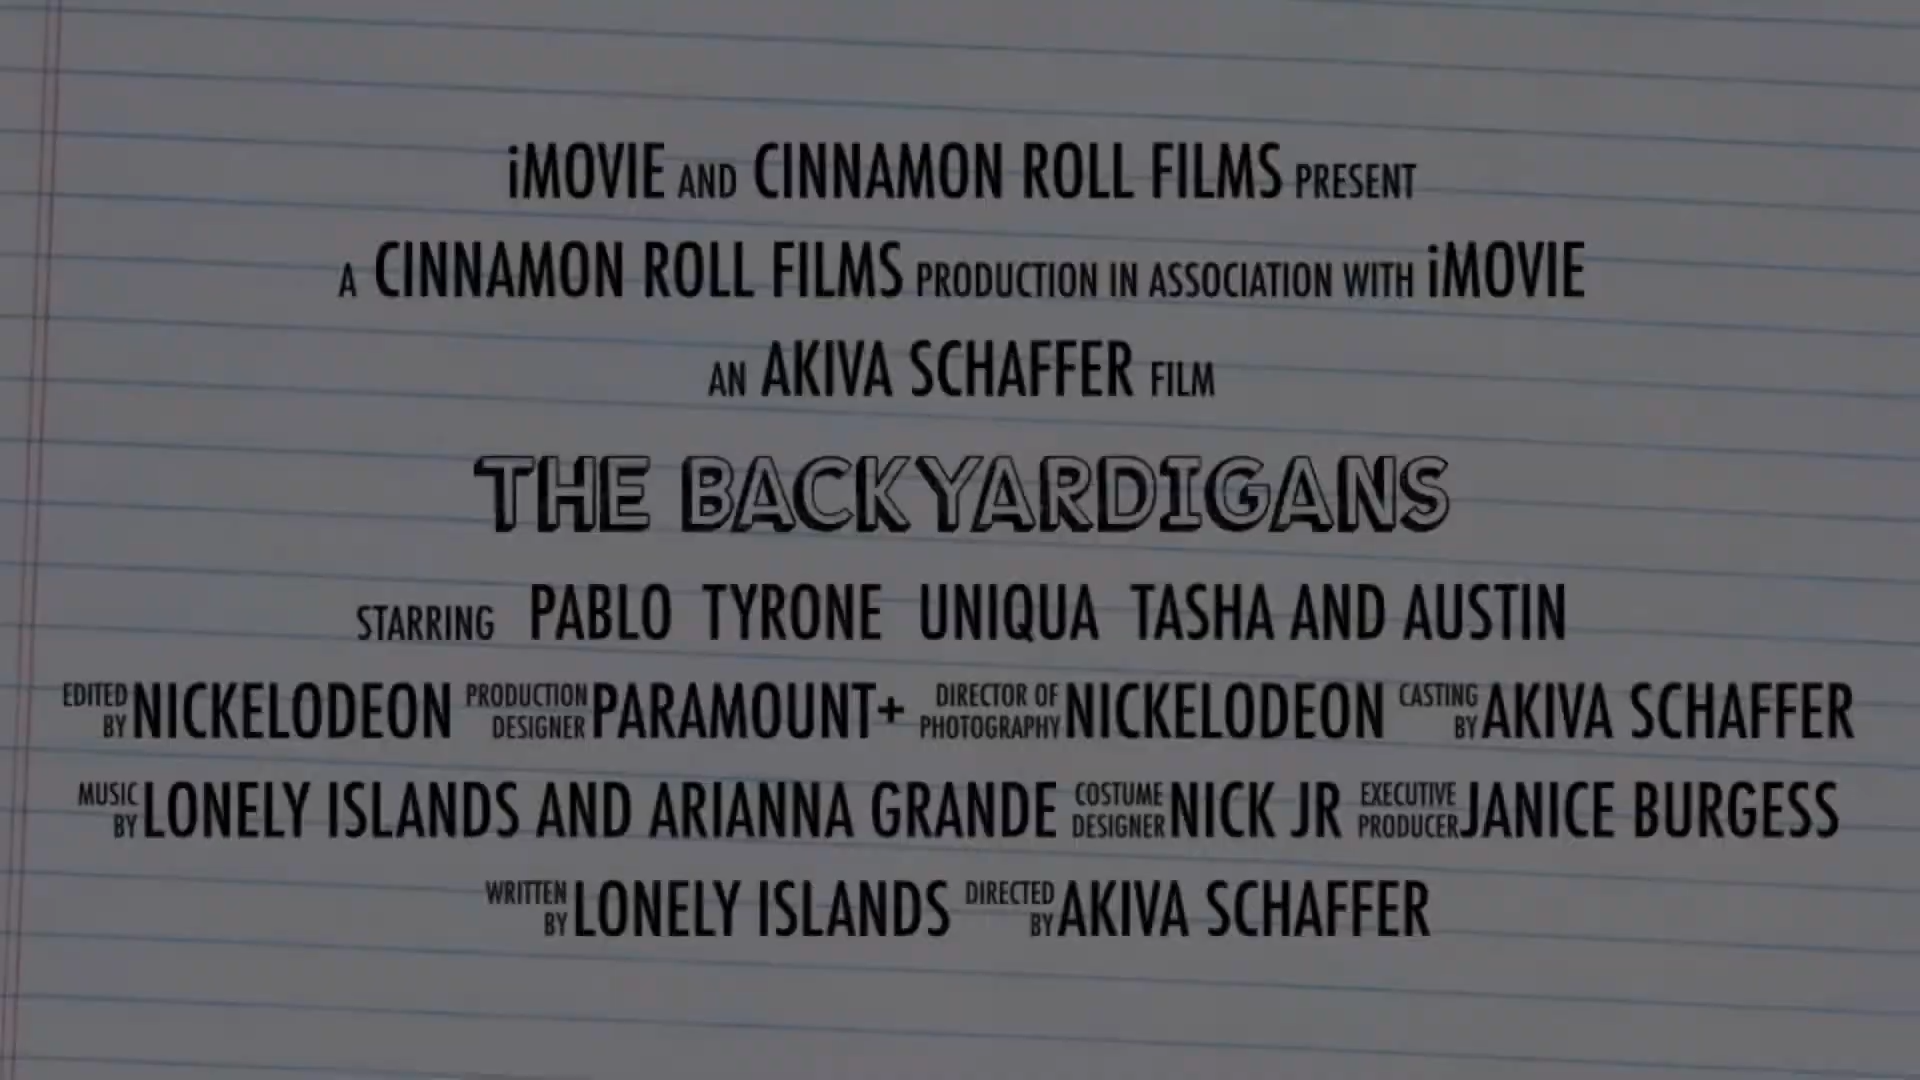 iMOVIE AND CINNAMON ROLL FILMS PRESENT
A CINNAMON ROLL FILMS PRODUCTION IN ASSOCIATION WITH iMOVIE
AN AKIVA SCHAFFER FILM
THE BACKYARDIGANS
STARRING PABLO TYRONE UNIQUA TASHA AND AUSTIN
EDITED BY NICKELODEON PRODUCTION DESIGNER PARAMOUNT+ DIRECTOR OF PHOTOGRAPHY NICKELODEON CASTING BY AKIVA SCHAFFER
MUSIC BY LONELY ISLANDS AND ARIANNA GRANDE COSTUME DESIGNER NICK JR EXECUTIVE PRODUCER JANICE BURGESS
WRITTEN BY LONELY ISLANDS DIRECTED BY AKIVA SCHAFFER